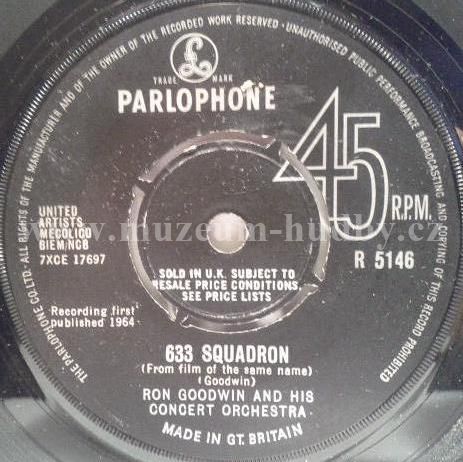 ALL RIGHTS OF THE MANUFACTURER AND OF THE OWNER OF THE RECORDED WORK RESERVED · UNAUTHORISED PUBLIC PERFORMANCE BROADCASTING AND COPYING OF THIS RECORD PROHIBITED
THE PARLOPHONE CO.LTD.
£
TRADE MARK
PARLOPHONE
45
R.P.M.
UNITED
ARTISTS
MECOLICO
BIEM/NCB
7XCE 17697
R 5146
www.muzeum-hudby.cz
SOLD IN U.K. SUBJECT TO
RESALE PRICE CONDITIONS,
SEE PRICE LISTS
Recording first
published 1964
633 SQUADRON
(From film of the same name)
(Goodwin)
RON GOODWIN AND HIS
CONCERT ORCHESTRA
MADE IN GT. BRITAIN